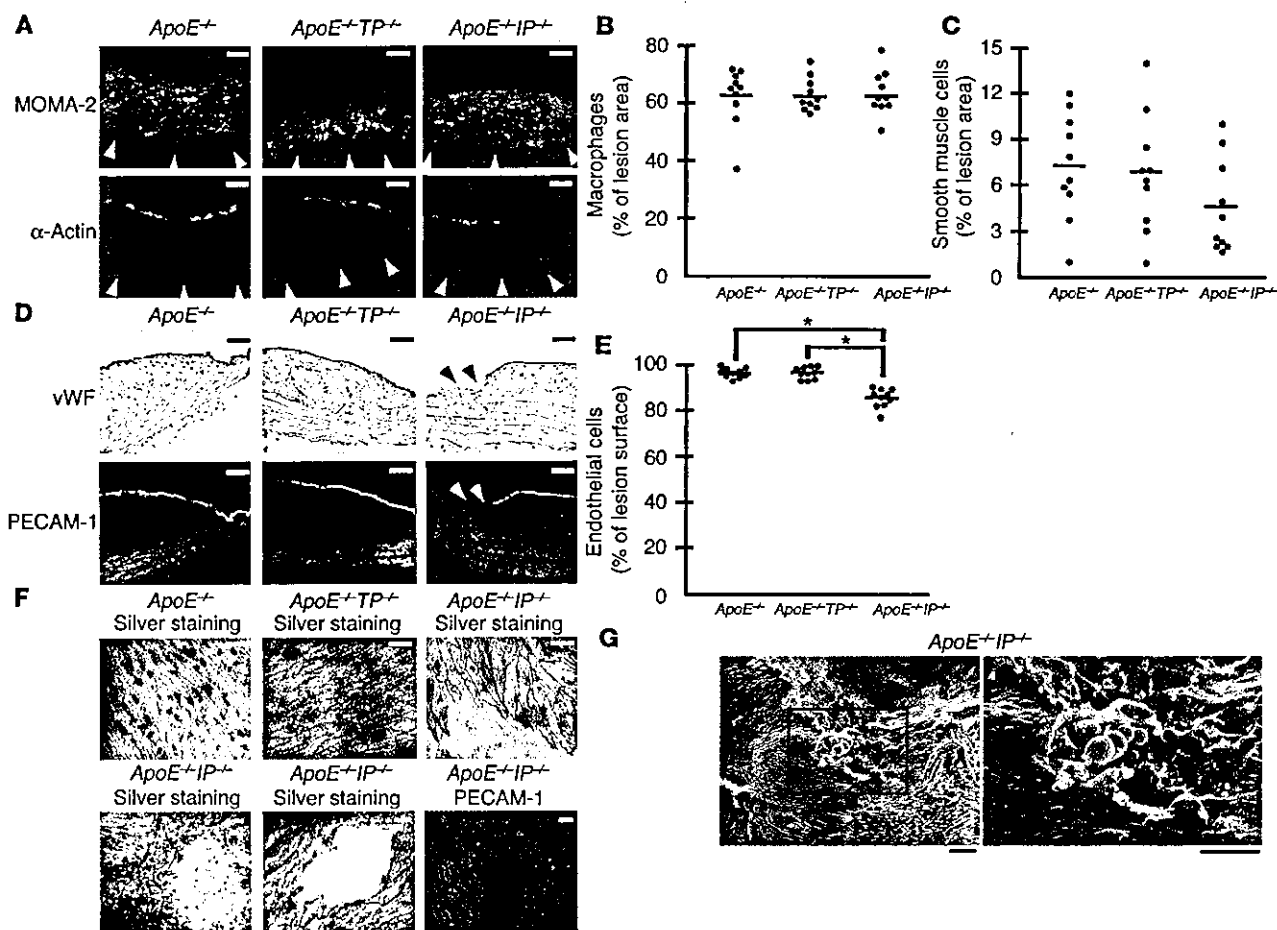 A
ApoE⁻/⁻
ApoE⁻/⁻TP⁻/⁻
ApoE⁻/⁻IP⁻/⁻
MOMA-2
α-Actin
B
Macrophages
(% of lesion area)
80
60
40
20
0
ApoE⁻/⁻
ApoE⁻/⁻TP⁻/⁻
ApoE⁻/⁻IP⁻/⁻
C
Smooth muscle cells
(% of lesion area)
15
12
9
6
3
0
ApoE⁻/⁻
ApoE⁻/⁻TP⁻/⁻
ApoE⁻/⁻IP⁻/⁻
D
ApoE⁻/⁻
ApoE⁻/⁻TP⁻/⁻
ApoE⁻/⁻IP⁻/⁻
vWF
PECAM-1
E
Endothelial cells
(% of lesion surface)
100
80
60
40
20
0
*
*
ApoE⁻/⁻
ApoE⁻/⁻TP⁻/⁻
ApoE⁻/⁻IP⁻/⁻
F
ApoE⁻/⁻
Silver staining
ApoE⁻/⁻TP⁻/⁻
Silver staining
ApoE⁻/⁻IP⁻/⁻
Silver staining
ApoE⁻/⁻IP⁻/⁻
Silver staining
ApoE⁻/⁻IP⁻/⁻
Silver staining
ApoE⁻/⁻IP⁻/⁻
PECAM-1
G
ApoE⁻/⁻IP⁻/⁻